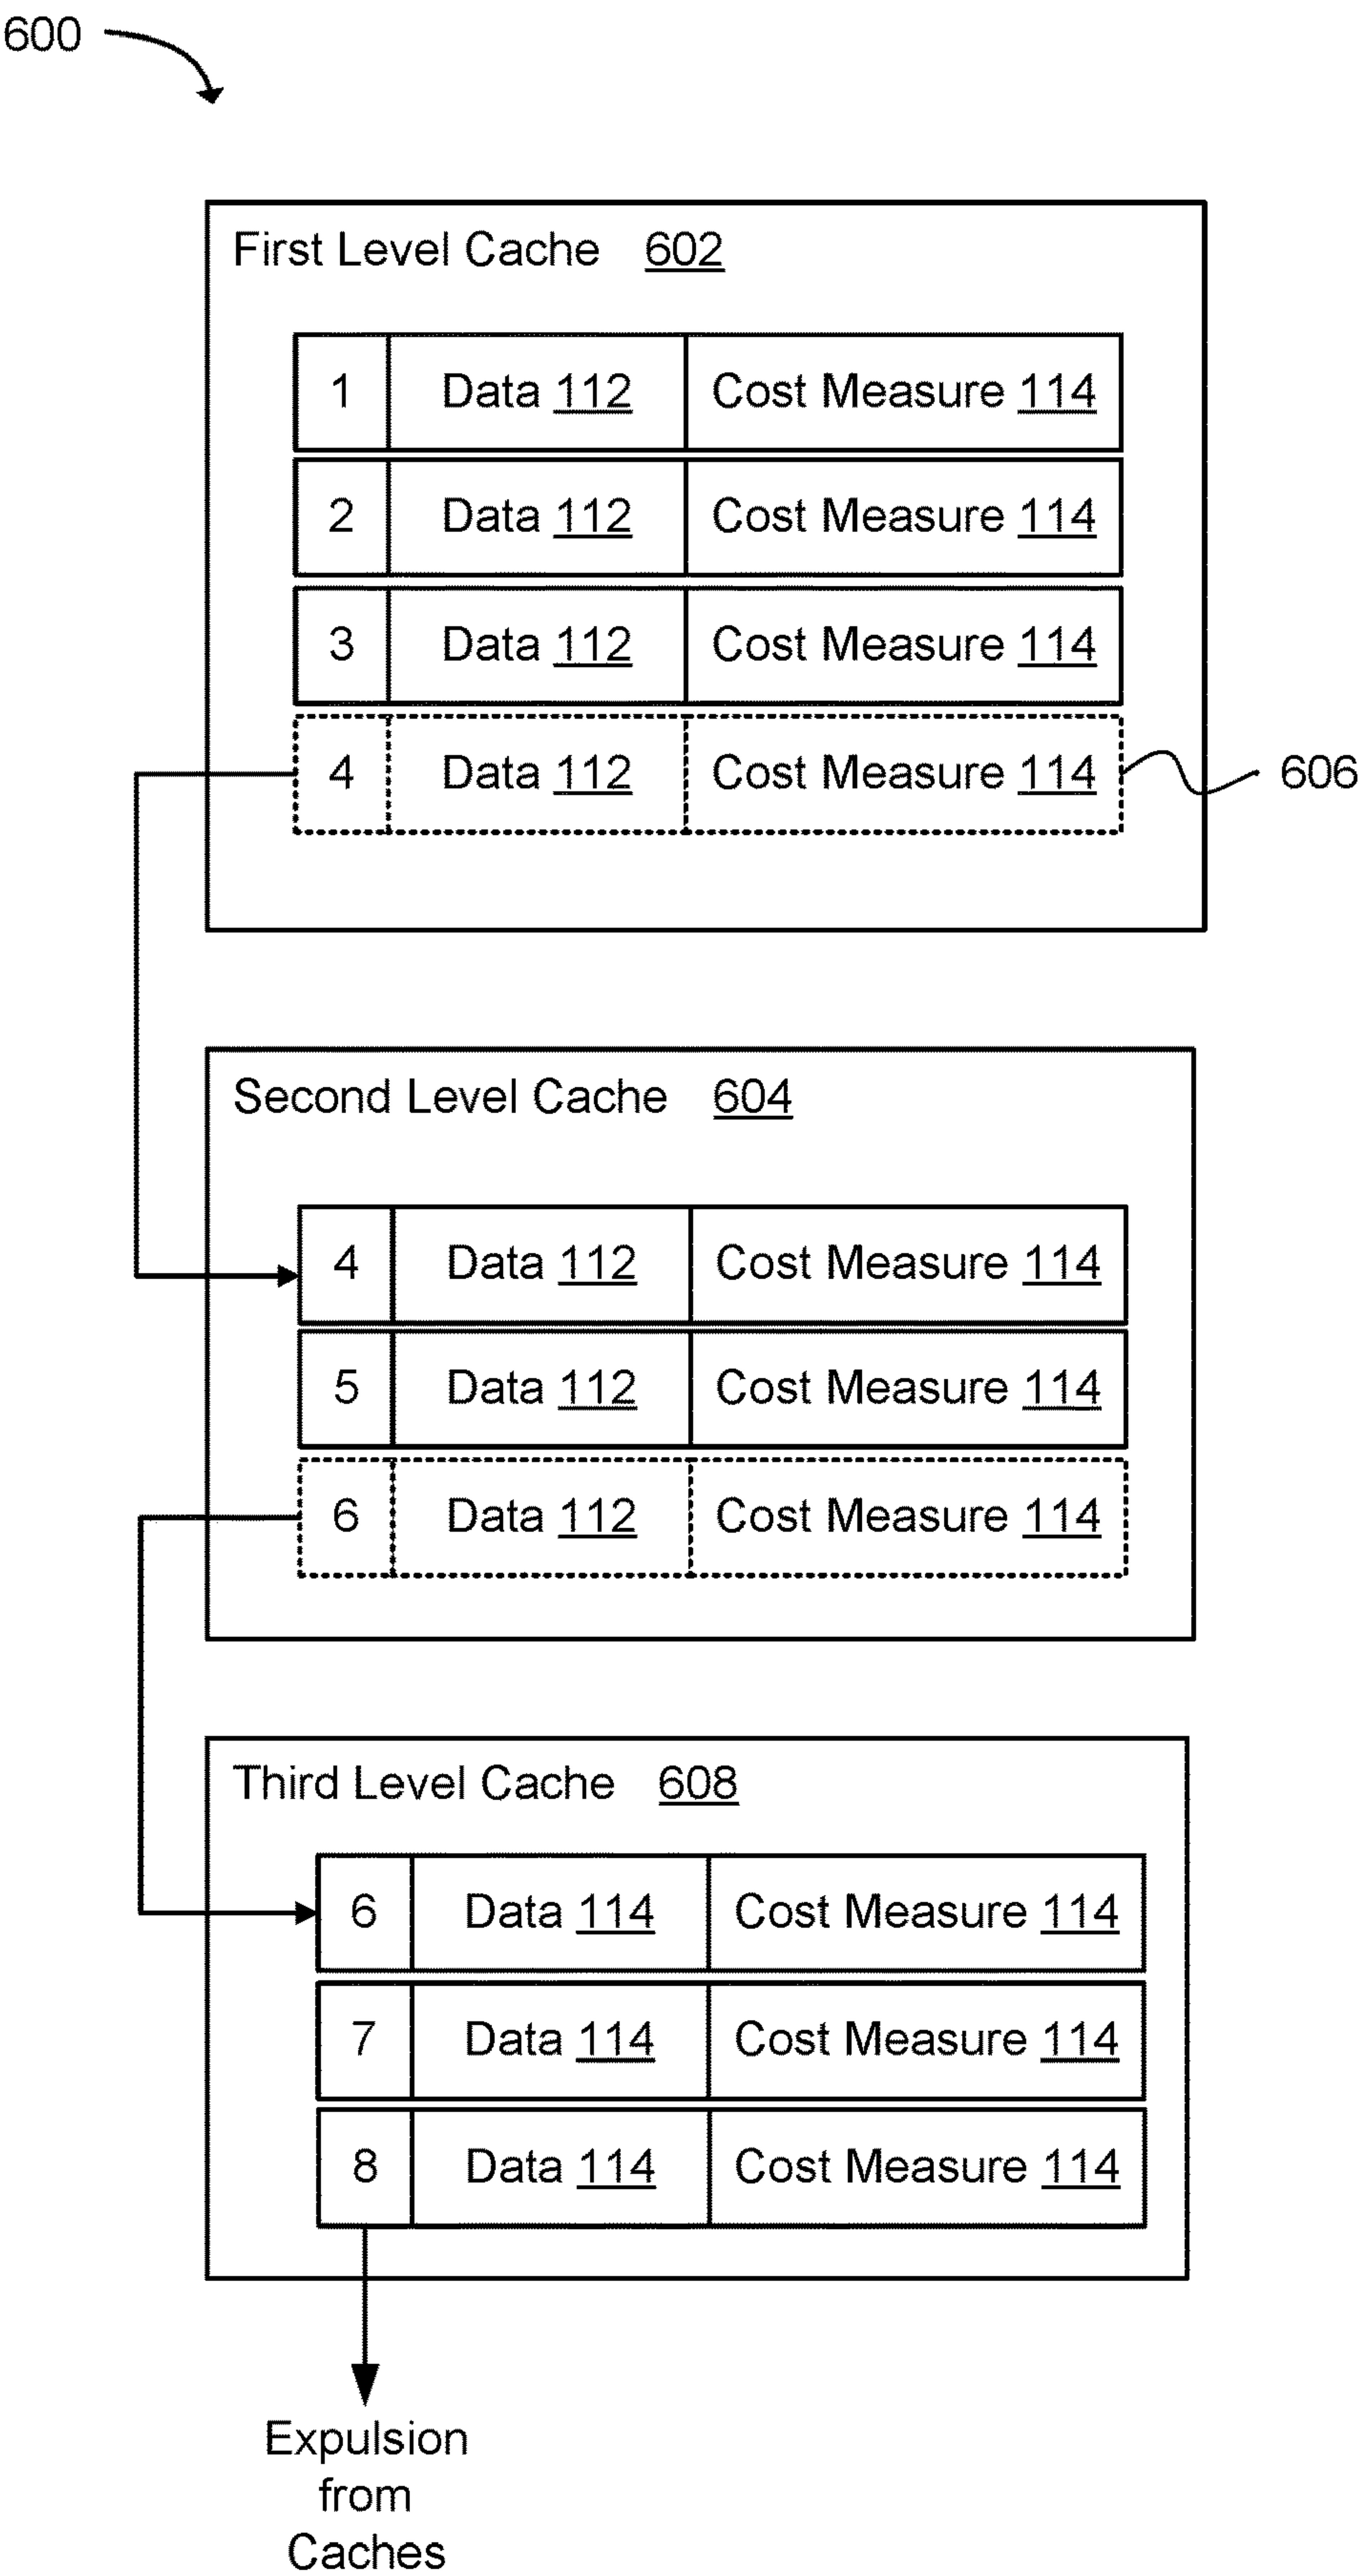 600
First Level Cache 602
1 Data 112 Cost Measure 114
2 Data 112 Cost Measure 114
3 Data 112 Cost Measure 114
4 Data 112 Cost Measure 114
606
Second Level Cache 604
4 Data 112 Cost Measure 114
5 Data 112 Cost Measure 114
6 Data 112 Cost Measure 114
Third Level Cache 608
6 Data 114 Cost Measure 114
7 Data 114 Cost Measure 114
8 Data 114 Cost Measure 114
Expulsion
from
Caches